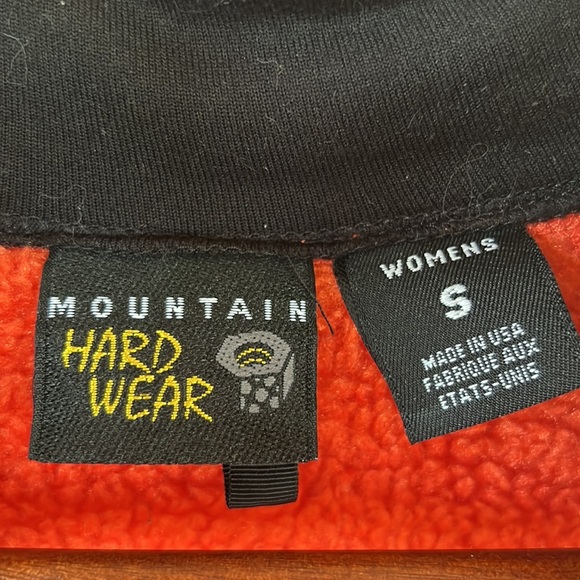 MOUNTAIN
HARD
WEAR
WOMENS
S
MADE IN USA
FABRIQUE AUX
ETATS-UNIS